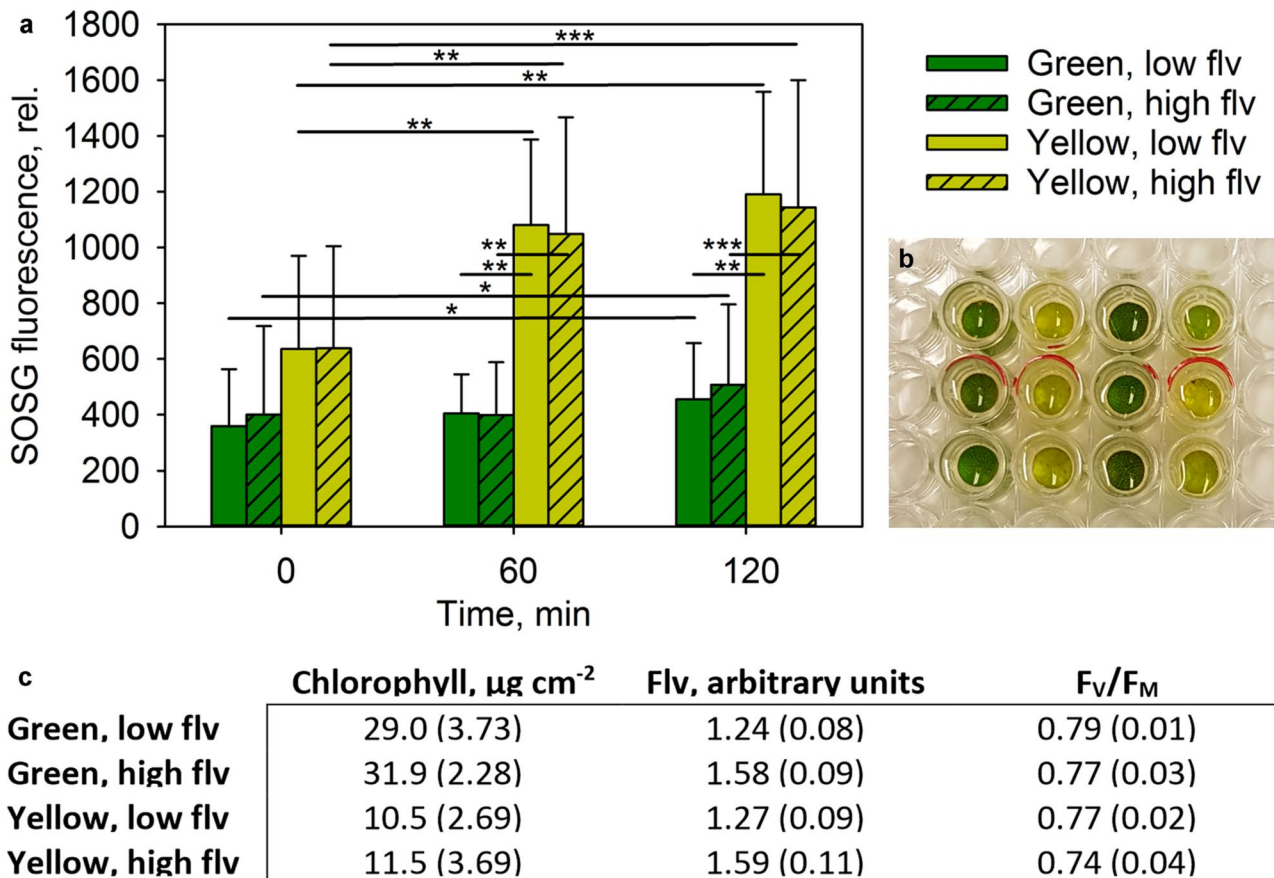 a
1800
1600
1400
1200
1000
800
600
400
200
0
SOSG fluorescence, rel.
***
**
**
**
**
**
*
*
***
**
0
60
120
Time, min
Green, low flv
Green, high flv
Yellow, low flv
Yellow, high flv
b
c
Chlorophyll, µg cm⁻² Flv, arbitrary units Fᵥ/Fₘ
Green, low flv 29.0 (3.73) 1.24 (0.08) 0.79 (0.01)
Green, high flv 31.9 (2.28) 1.58 (0.09) 0.77 (0.03)
Yellow, low flv 10.5 (2.69) 1.27 (0.09) 0.77 (0.02)
Yellow, high flv 11.5 (3.69) 1.59 (0.11) 0.74 (0.04)